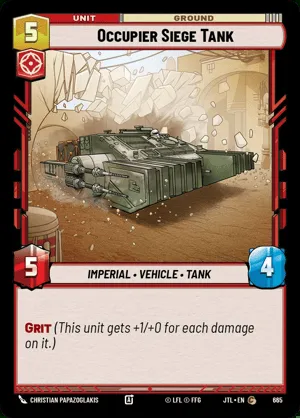 UNIT GROUND
5 OCCUPIER SIEGE TANK
5 4
IMPERIAL • VEHICLE • TANK
GRIT (This unit gets +1/+0 for each damage
on it.)
CHRISTIAN PAPAZOGLAKIS © LFL © FFG JTL • EN C 665